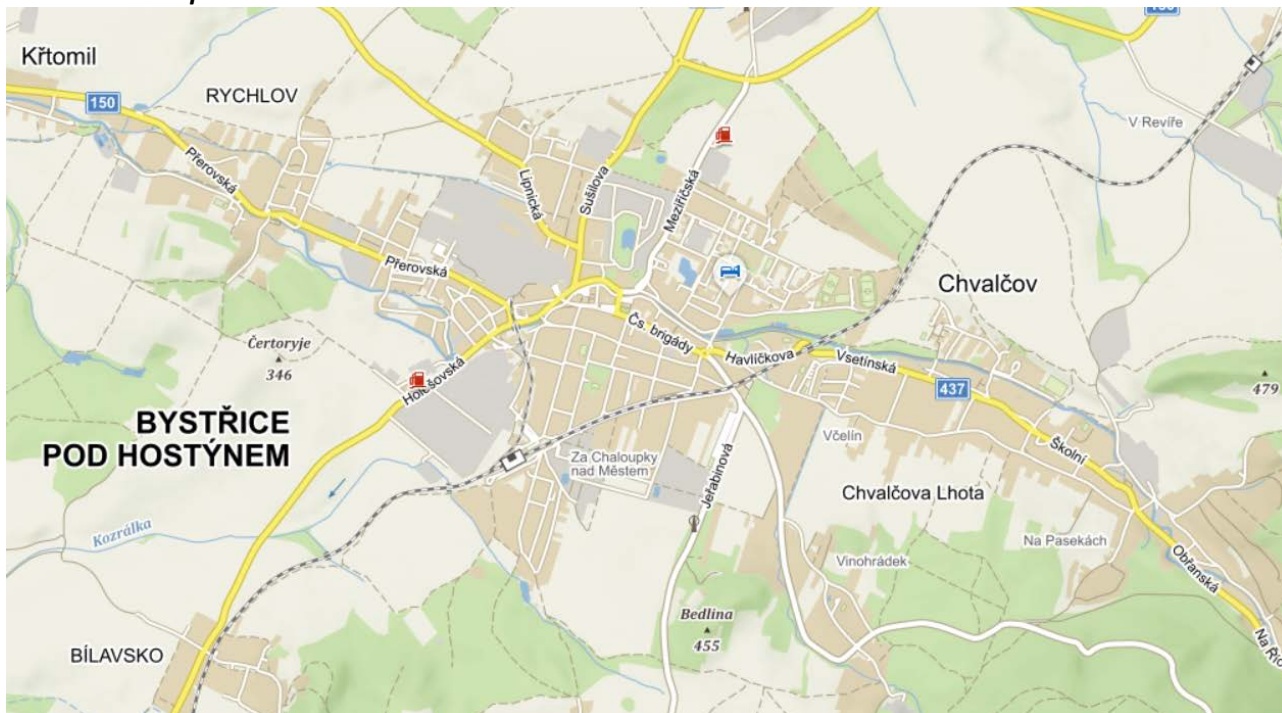 Křtomil
RYCHLOV
150
V Revíře
Přerovská
Lipnická
Sušilova
Meziříčská
Přerovská
Chvalčov
Čs. brigády
Havlíčkova
Vsetínská
437
Čertoryje
346
Holešovská
479
BYSTŘICE
POD HOSTÝNEM
Včelín
Školní
Za Chaloupky
nad Městem
Jeřabinová
Chvalčova Lhota
Kozrálka
Na Pasekách
Vinohrádek
Obřanská
Bedlina
455
BÍLAVSKO